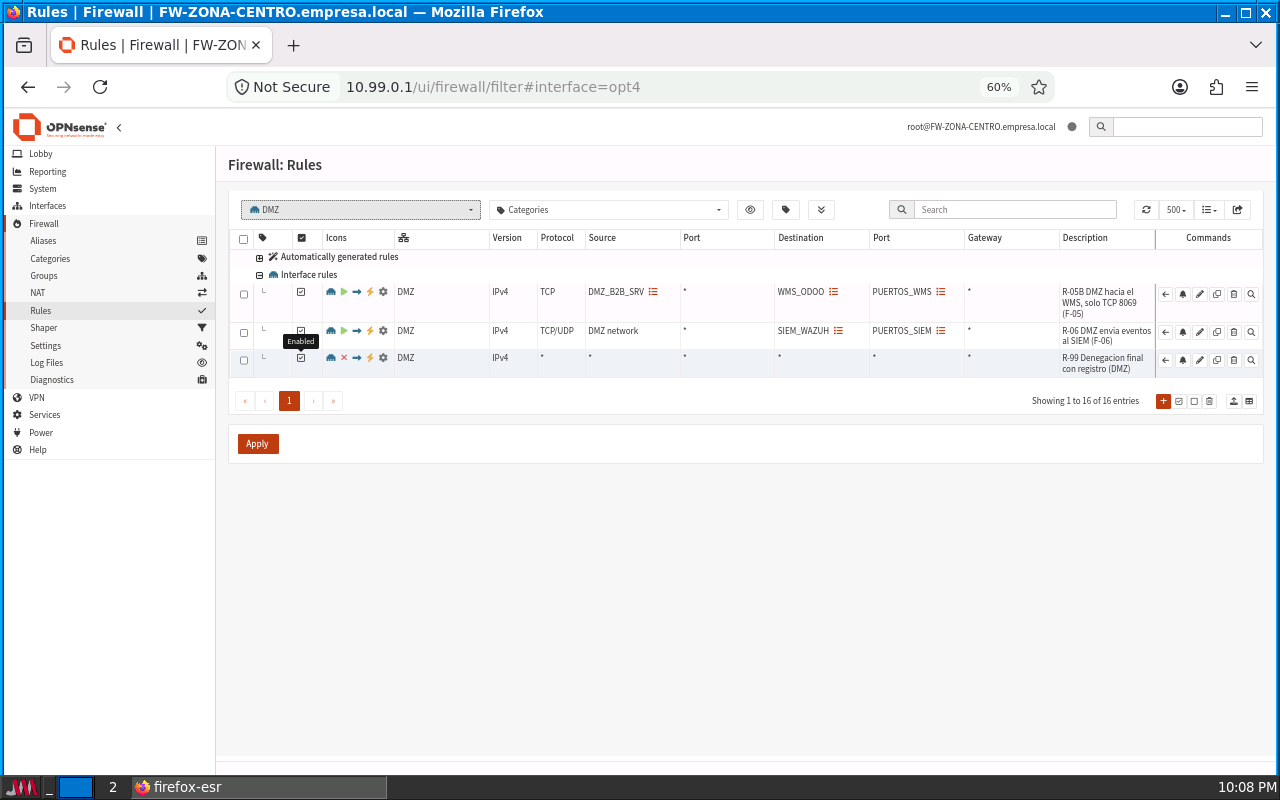 Rules | Firewall | FW-ZONA-CENTRO.empresa.local — Mozilla Firefox
Rules | Firewall | FW-ZON
Not Secure 10.99.0.1/ui/firewall/filter#interface=opt4 60%
OPNsense
root@FW-ZONA-CENTRO.empresa.local
Lobby
Reporting
System
Interfaces
Firewall
Aliases
Categories
Groups
NAT
Rules
Shaper
Settings
Log Files
Diagnostics
VPN
Services
Power
Help
Firewall: Rules
DMZ Categories Search 500
Icons Version Protocol Source Port Destination Port Gateway Description Commands
Automatically generated rules
Interface rules
DMZ IPv4 TCP DMZ_B2B_SRV * WMS_ODOO PUERTOS_WMS * R-05B DMZ hacia el
WMS, solo TCP 8069
(F-05)
DMZ IPv4 TCP/UDP DMZ network * SIEM_WAZUH PUERTOS_SIEM * R-06 DMZ envia eventos
al SIEM (F-06)
Enabled
DMZ IPv4 * * * * * * R-99 Denegacion final
con registro (DMZ)
« ‹ 1 › » Showing 1 to 16 of 16 entries
Apply
2 firefox-esr 10:08 PM